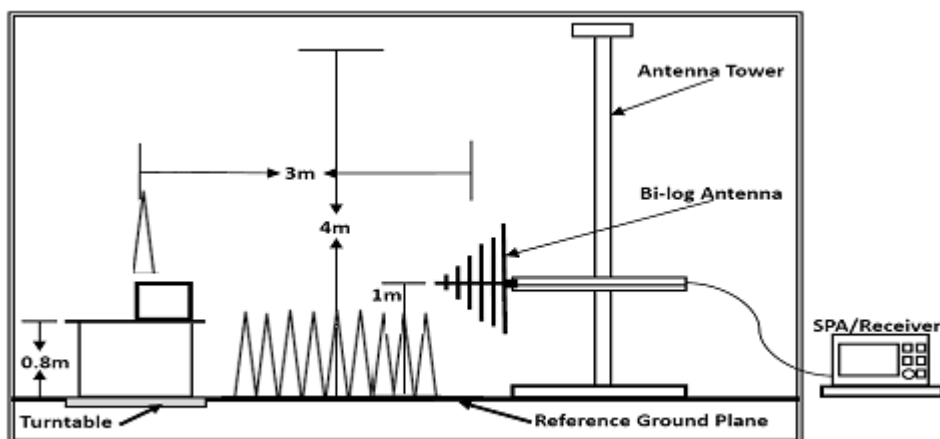 Antenna Tower
3m
Bi-log Antenna
4m
1m
SPA/Receiver
0.8m
Turntable
Reference Ground Plane